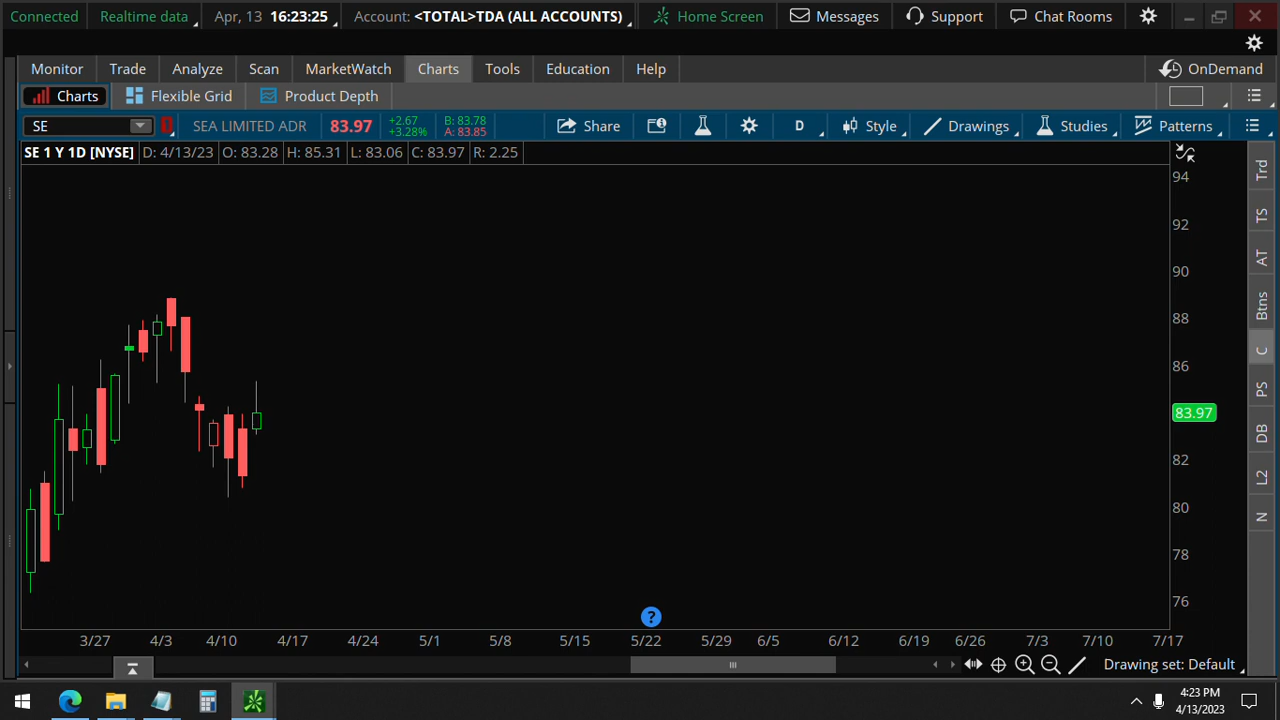 Connected Realtime data Apr, 13 16:23:25 Account: <TOTAL>TDA (ALL ACCOUNTS) Home Screen Messages Support Chat Rooms
Monitor Trade Analyze Scan MarketWatch Charts Tools Education Help OnDemand
Charts Flexible Grid Product Depth
SE SEA LIMITED ADR 83.97 +2.67 B: 83.78 Share D Style Drawings Studies Patterns
+3.28% A: 83.85
SE 1 Y 1D [NYSE] D: 4/13/23 O: 83.28 H: 85.31 L: 83.06 C: 83.97 R: 2.25
94
92
90
88
86
83.97
82
80
78
76
Trd
TS
AT
Btns
C
PS
DB
L2
N
?
3/27 4/3 4/10 4/17 4/24 5/1 5/8 5/15 5/22 5/29 6/5 6/12 6/19 6/26 7/3 7/10 7/17
Drawing set: Default
4:23 PM
4/13/2023